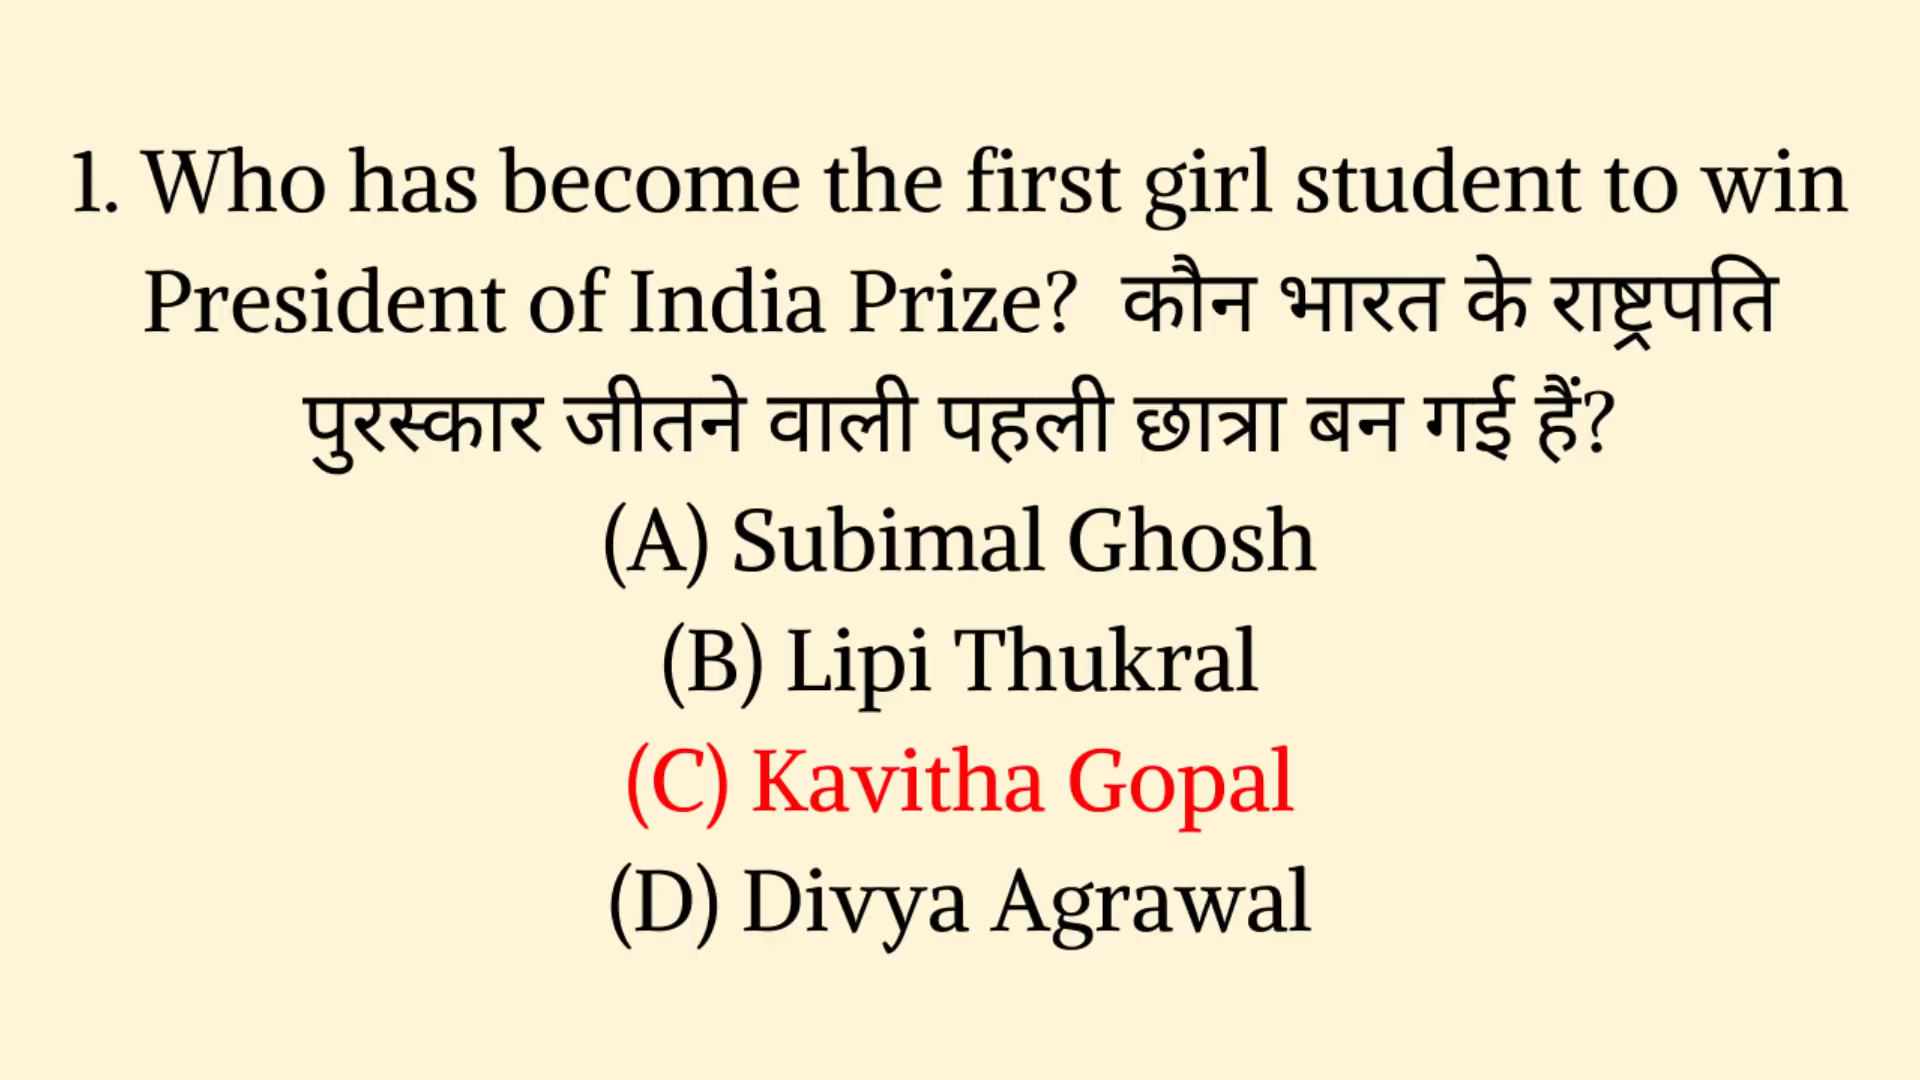 1. Who has become the first girl student to win
President of India Prize? कौन भारत के राष्ट्रपति
पुरस्कार जीतने वाली पहली छात्रा बन गई हैं?
(A) Subimal Ghosh
(B) Lipi Thukral
(C) Kavitha Gopal
(D) Divya Agrawal